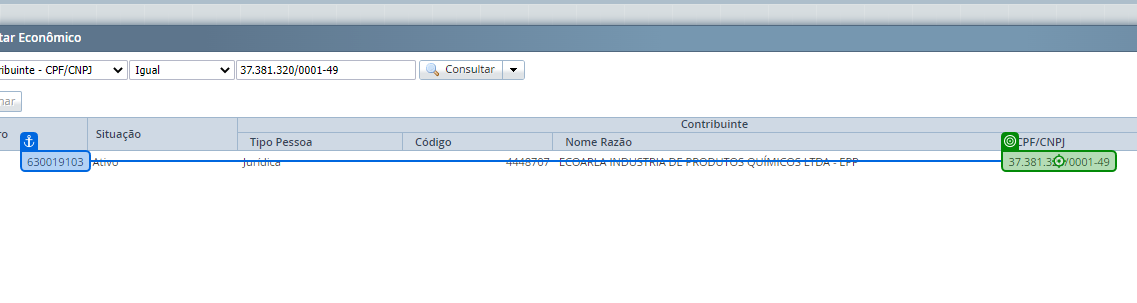 tar Econômico
ribuinte - CPF/CNPJ Igual 37.381.320/0001-49 Consultar
nar
Contribuinte
ro Situação Tipo Pessoa Código Nome Razão CPF/CNPJ
630019103 Ativo Jurídica 4448707 ECOARLA INDUSTRIA DE PRODUTOS QUÍMICOS LTDA - EPP 37.381.320/0001-49